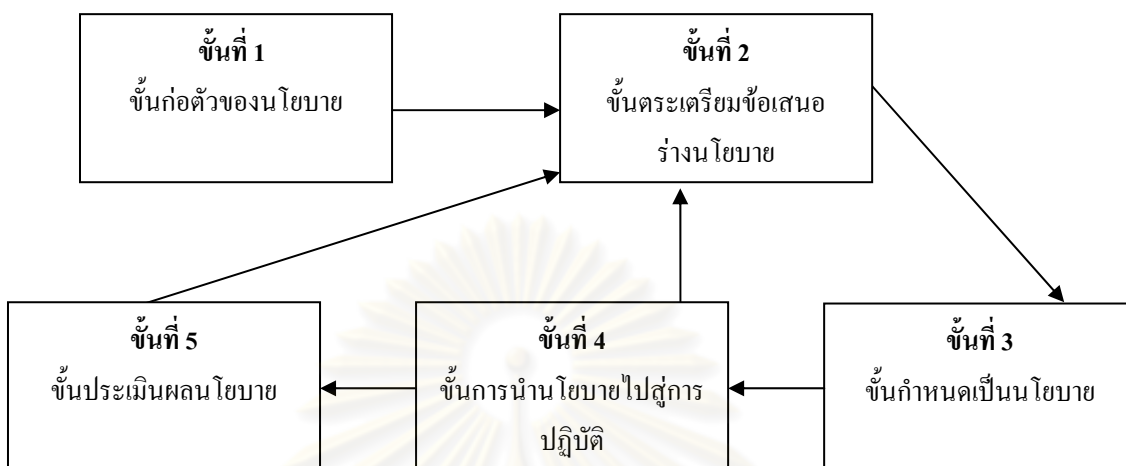 ขั้นที่ 1
ขั้นก่อตัวของนโยบาย
ขั้นที่ 2
ขั้นตระเตรียมข้อเสนอ
ร่างนโยบาย
ขั้นที่ 5
ขั้นประเมินผลนโยบาย
ขั้นที่ 4
ขั้นการนำนโยบายไปสู่การ
ปฏิบัติ
ขั้นที่ 3
ขั้นกำหนดเป็นนโยบาย